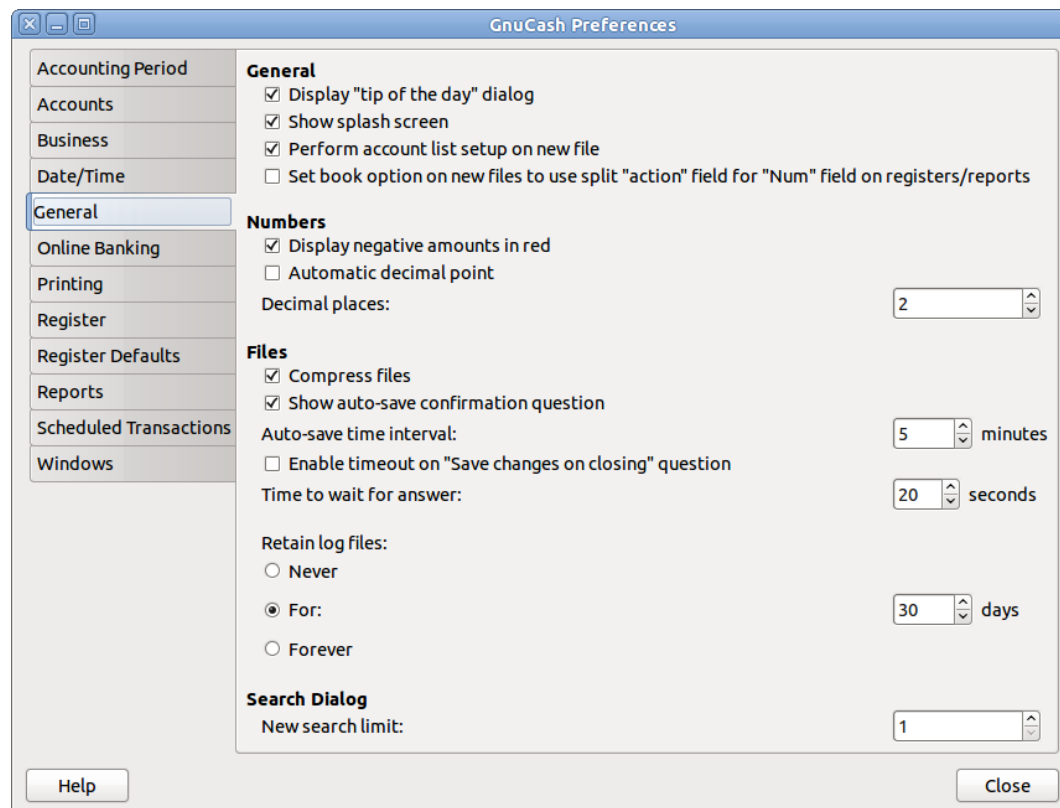 GnuCash Preferences
Accounting Period
Accounts
Business
Date/Time
General
Online Banking
Printing
Register
Register Defaults
Reports
Scheduled Transactions
Windows
General
Display "tip of the day" dialog
Show splash screen
Perform account list setup on new file
Set book option on new files to use split "action" field for "Num" field on registers/reports
Numbers
Display negative amounts in red
Automatic decimal point
Decimal places: 2
Files
Compress files
Show auto-save confirmation question
Auto-save time interval: 5 minutes
Enable timeout on "Save changes on closing" question
Time to wait for answer: 20 seconds
Retain log files:
Never
For: 30 days
Forever
Search Dialog
New search limit: 1
Help Close